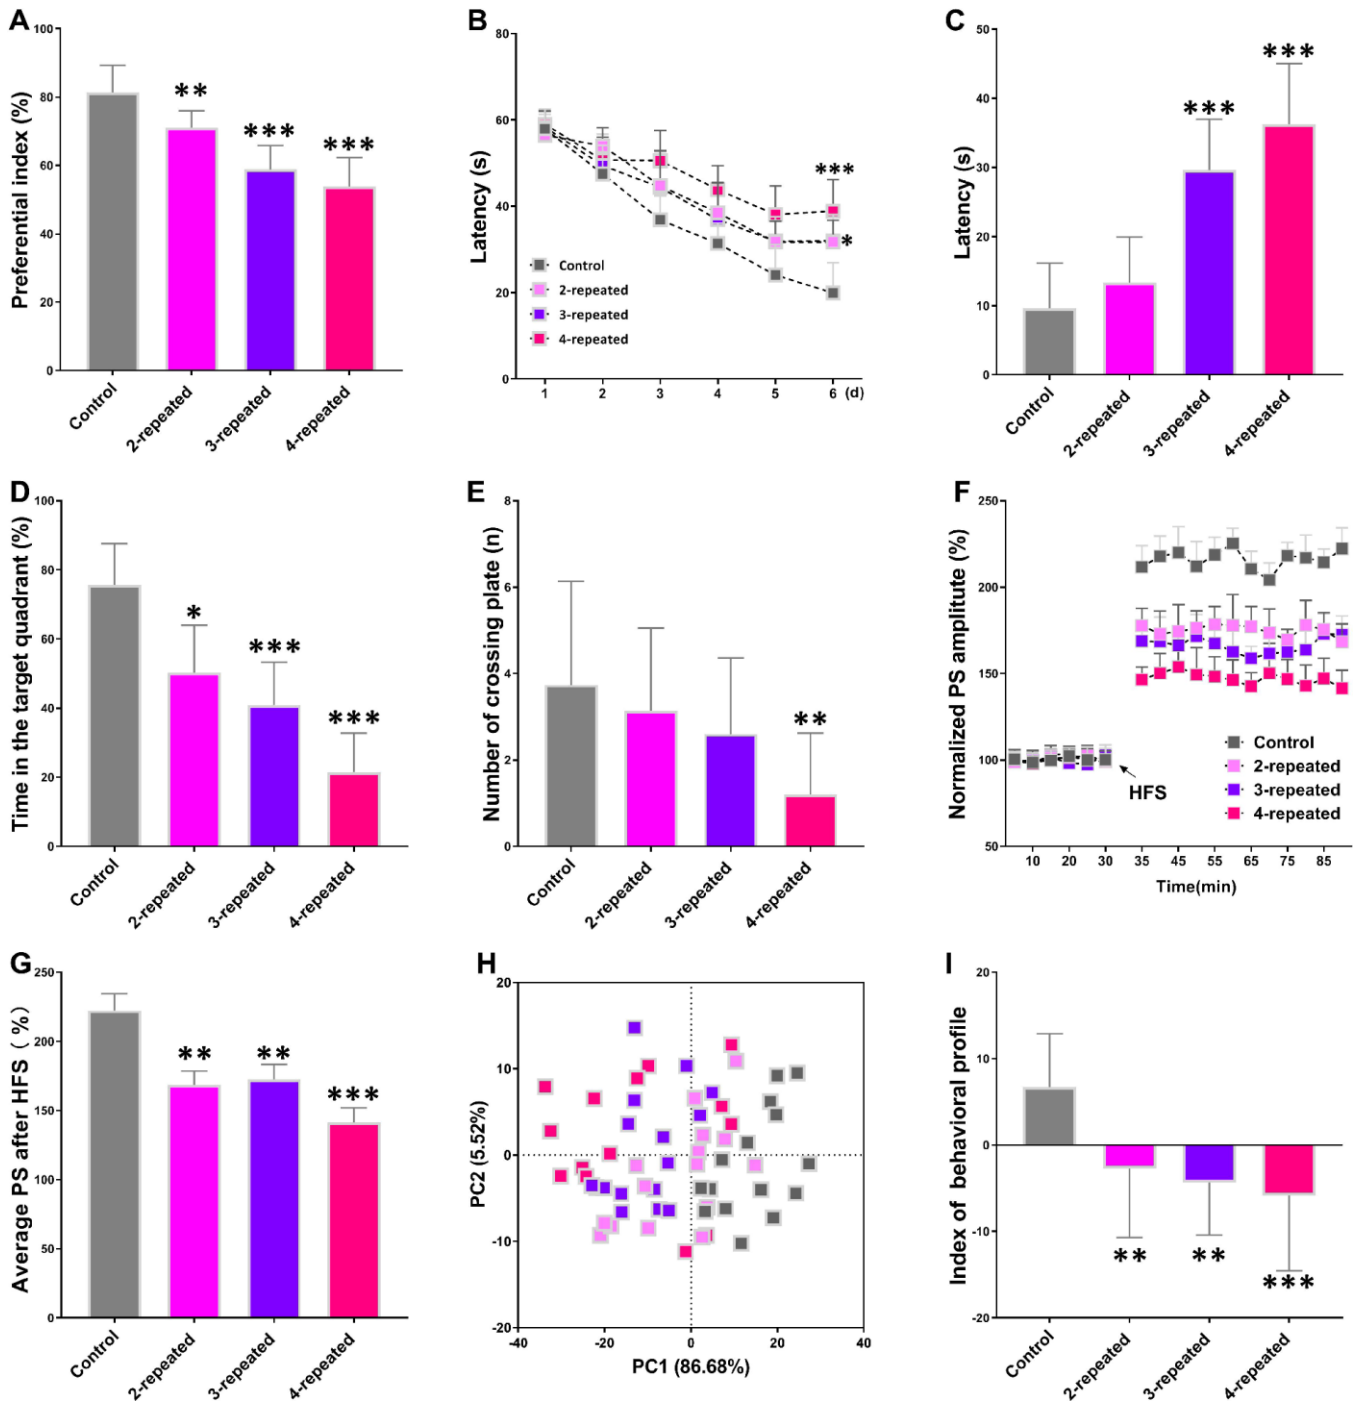 A
Preferential index (%)
100
80
60
40
20
0
**
***
***
Control
2-repeated
3-repeated
4-repeated
B
Latency (s)
80
60
40
20
0
***
*
Control
2-repeated
3-repeated
4-repeated
1 2 3 4 5 6 (d)
C
Latency (s)
50
40
30
20
10
0
***
***
Control
2-repeated
3-repeated
4-repeated
D
Time in the target quadrant (%)
100
80
60
40
20
0
*
***
***
Control
2-repeated
3-repeated
4-repeated
E
Number of crossing plate (n)
8
6
4
2
0
**
Control
2-repeated
3-repeated
4-repeated
F
Normalized PS amplitute (%)
250
200
150
100
50
HFS
Control
2-repeated
3-repeated
4-repeated
10 20 30 35 45 55 65 75 85
Time(min)
G
Average PS after HFS ( %)
250
200
150
100
50
0
**
**
***
Control
2-repeated
3-repeated
4-repeated
H
PC2 (5.52%)
20
10
0
-10
-20
-40 -20 0 20 40
PC1 (86.68%)
I
Index of behavioral profile
20
10
0
-10
-20
**
**
***
Control
2-repeated
3-repeated
4-repeated